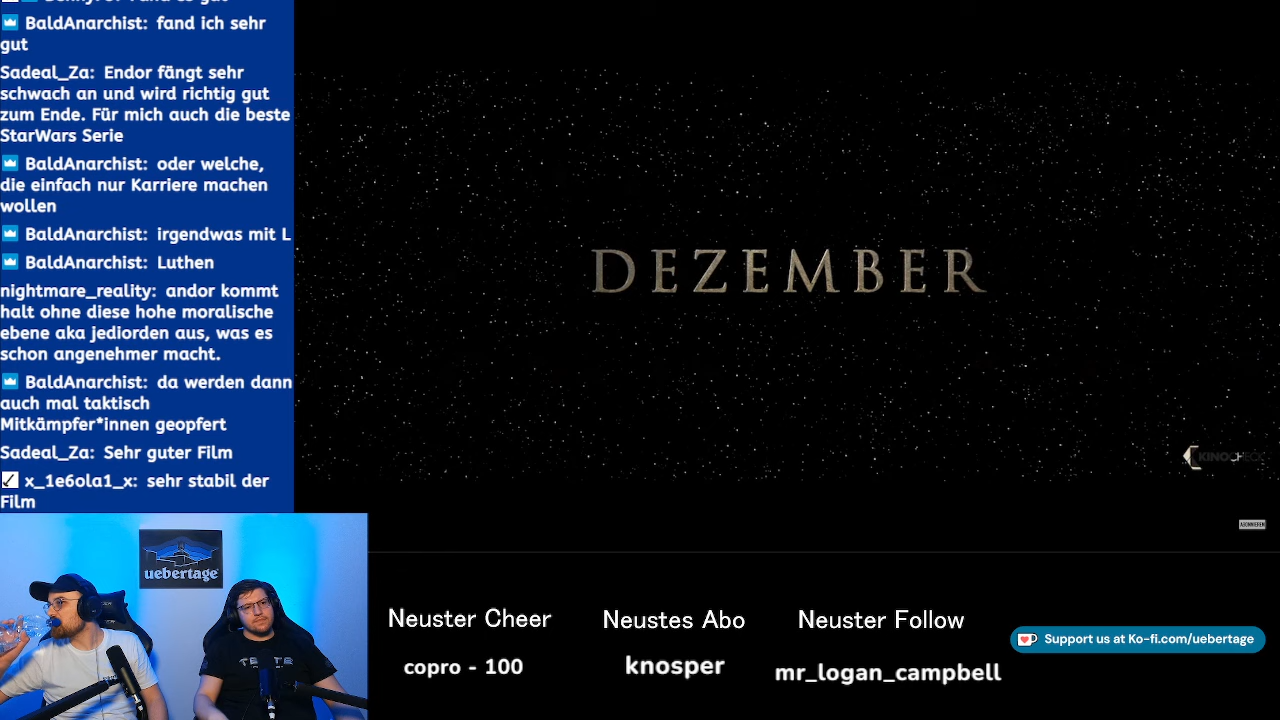 BaldAnarchist: fand ich sehr
gut
Sadeal_Za: Endor fängt sehr
schwach an und wird richtig gut
zum Ende. Für mich auch die beste
StarWars Serie
BaldAnarchist: oder welche,
die einfach nur Karriere machen
wollen
BaldAnarchist: irgendwas mit L
BaldAnarchist: Luthen
nightmare_reality: andor kommt
halt ohne diese hohe moralische
ebene aka jediorden aus, was es
schon angenehmer macht.
BaldAnarchist: da werden dann
auch mal taktisch
Mitkämpfer*innen geopfert
Sadeal_Za: Sehr guter Film
x_1e6ola1_x: sehr stabil der
Film
DEZEMBER
KINOCHECK
ABONNIEREN
uebertage
Neuster Cheer
copro - 100
Neustes Abo
knosper
Neuster Follow
mr_logan_campbell
Support us at Ko-fi.com/uebertage